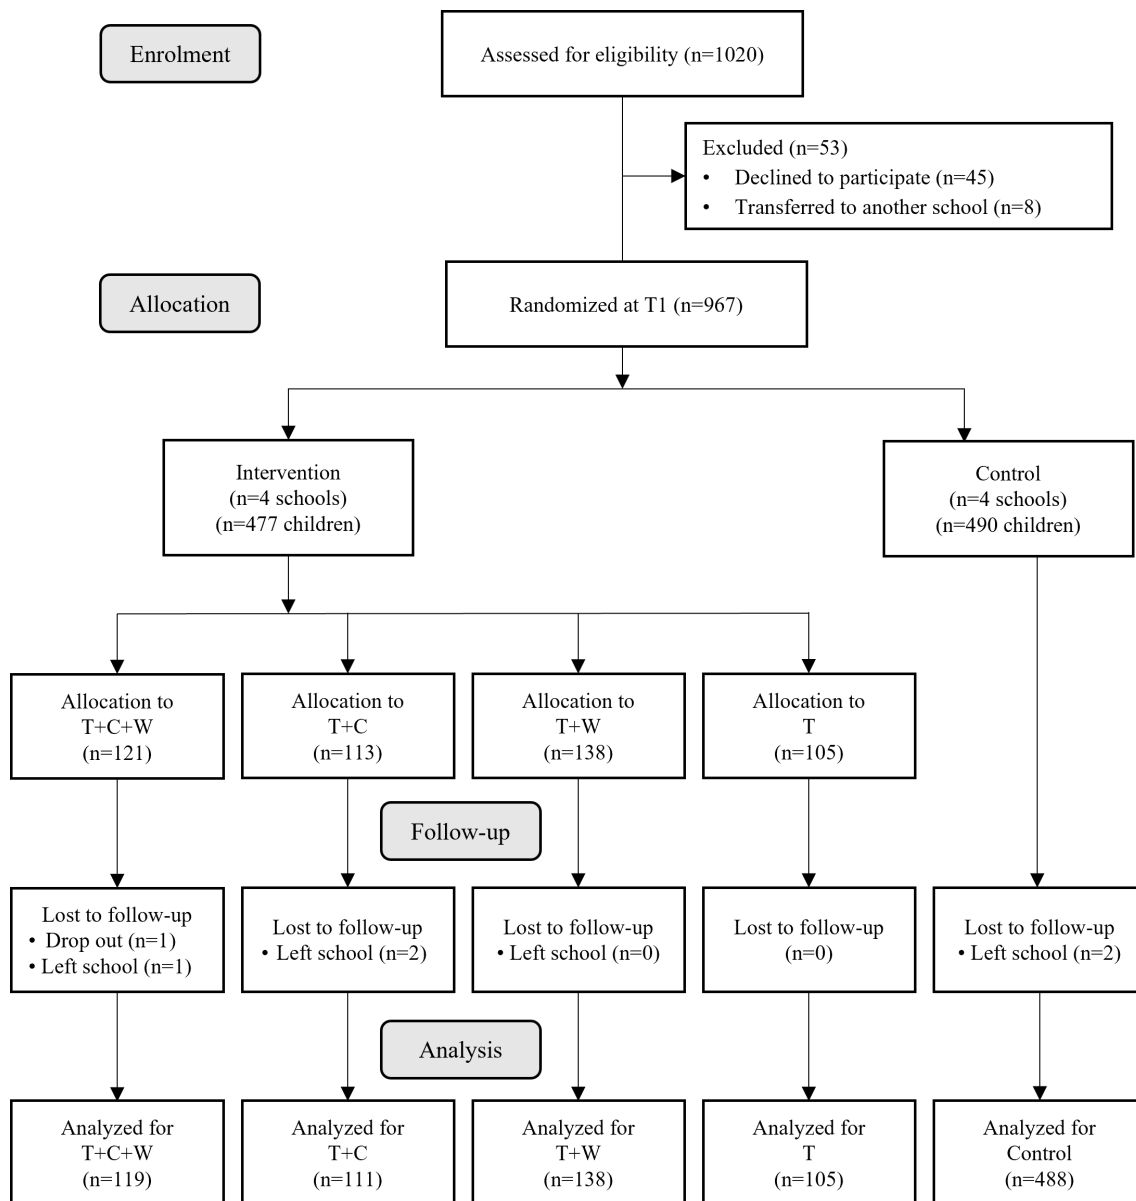 Enrolment
Assessed for eligibility (n=1020)
Excluded (n=53)
• Declined to participate (n=45)
• Transferred to another school (n=8)
Allocation
Randomized at T1 (n=967)
Intervention
(n=4 schools)
(n=477 children)
Control
(n=4 schools)
(n=490 children)
Allocation to
T+C+W
(n=121)
Allocation to
T+C
(n=113)
Allocation to
T+W
(n=138)
Allocation to
T
(n=105)
Follow-up
Lost to follow-up
• Drop out (n=1)
• Left school (n=1)
Lost to follow-up
• Left school (n=2)
Lost to follow-up
• Left school (n=0)
Lost to follow-up
(n=0)
Lost to follow-up
• Left school (n=2)
Analysis
Analyzed for
T+C+W
(n=119)
Analyzed for
T+C
(n=111)
Analyzed for
T+W
(n=138)
Analyzed for
T
(n=105)
Analyzed for
Control
(n=488)